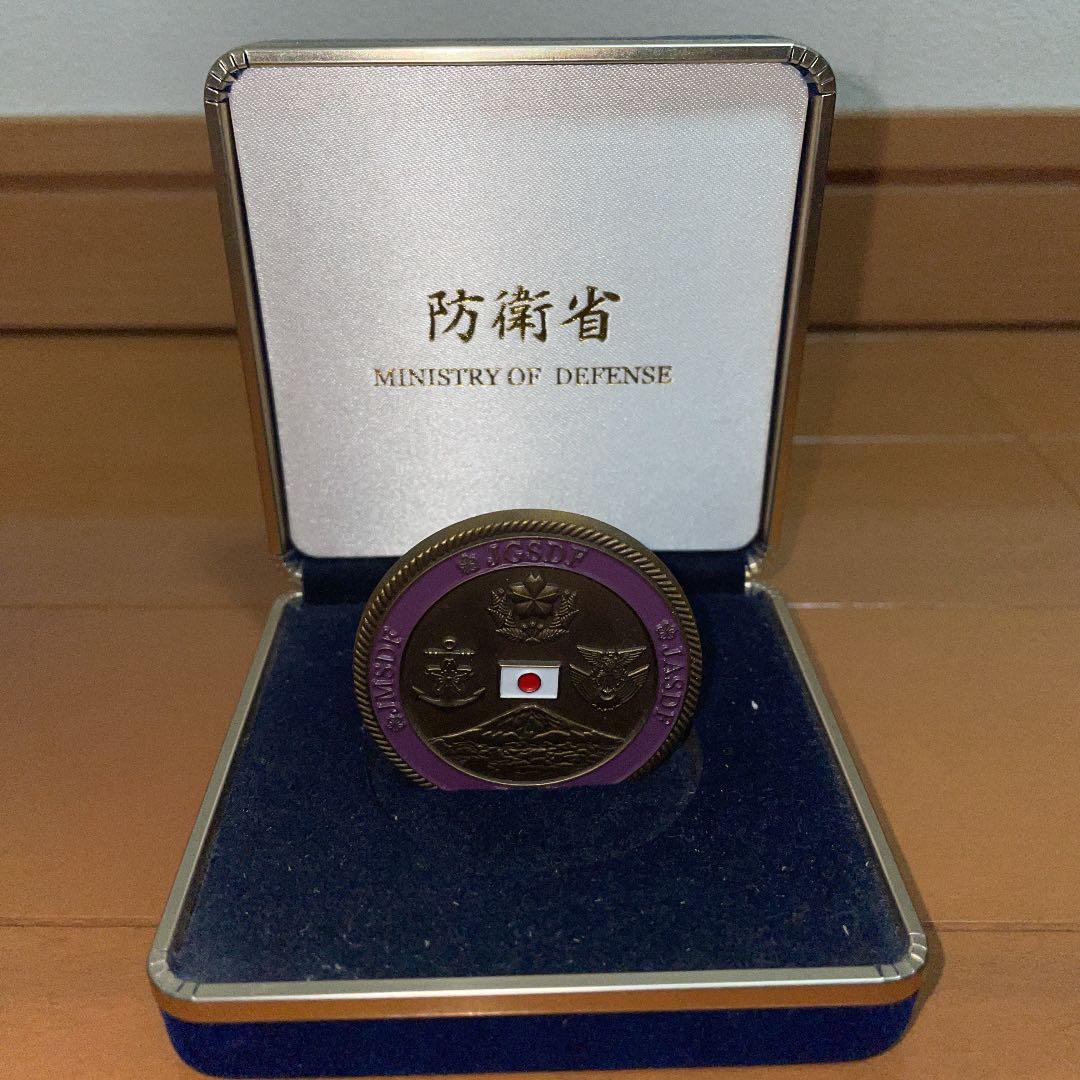 防衛省
MINISTRY OF DEFENSE
JGSDF
JMSDF
JASDF